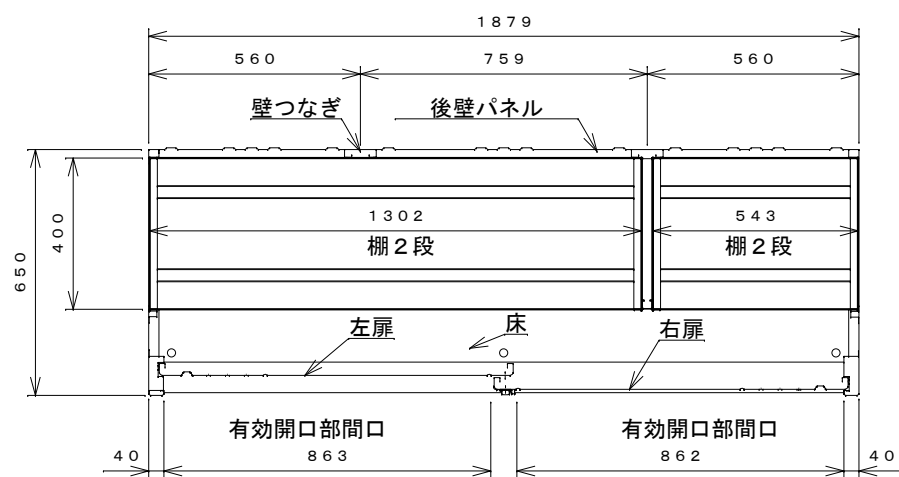 1879
560
759
560
壁つなぎ
後壁パネル
650
400
1302
棚2段
543
棚2段
左扉
床
右扉
有効開口部間口
有効開口部間口
40
863
862
40